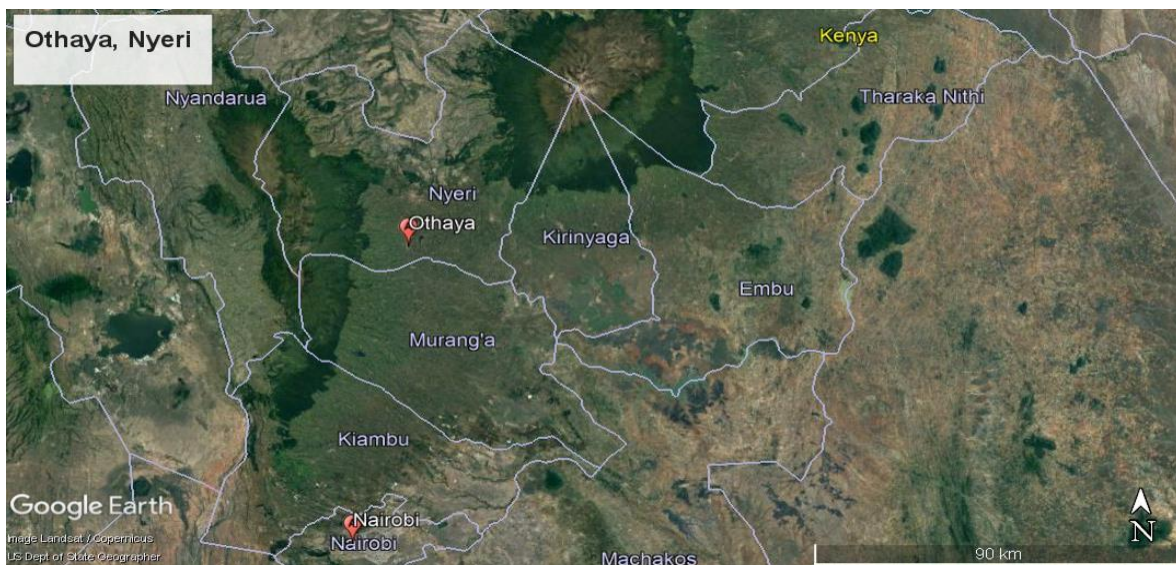 Othaya, Nyeri
Kenya
Nyandarua
Tharaka Nithi
Nyeri
Othaya
Kirinyaga
Embu
Murang'a
Kiambu
Google Earth
Nairobi
Nairobi
N
Image Landsat / Copernicus
US Dept of State Geographer
Machakos
90 km